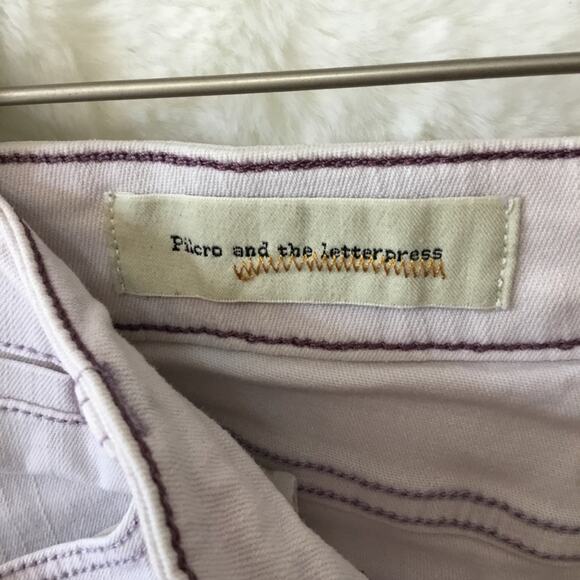 Pilcro and the letterpress